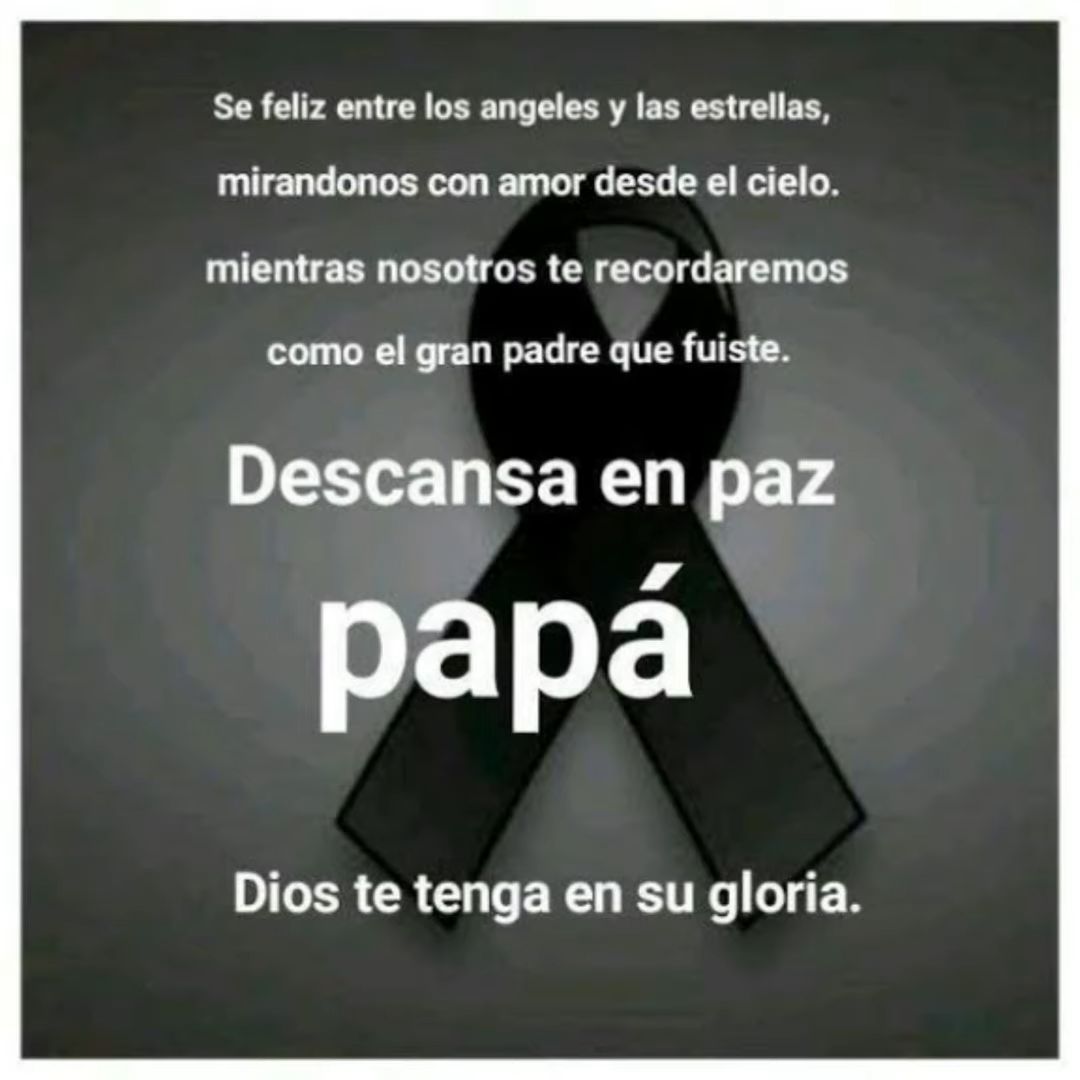 Se feliz entre los angeles y las estrellas,
mirandonos con amor desde el cielo.
mientras nosotros te recordaremos
como el gran padre que fuiste.
Descansa en paz
papá
Dios te tenga en su gloria.